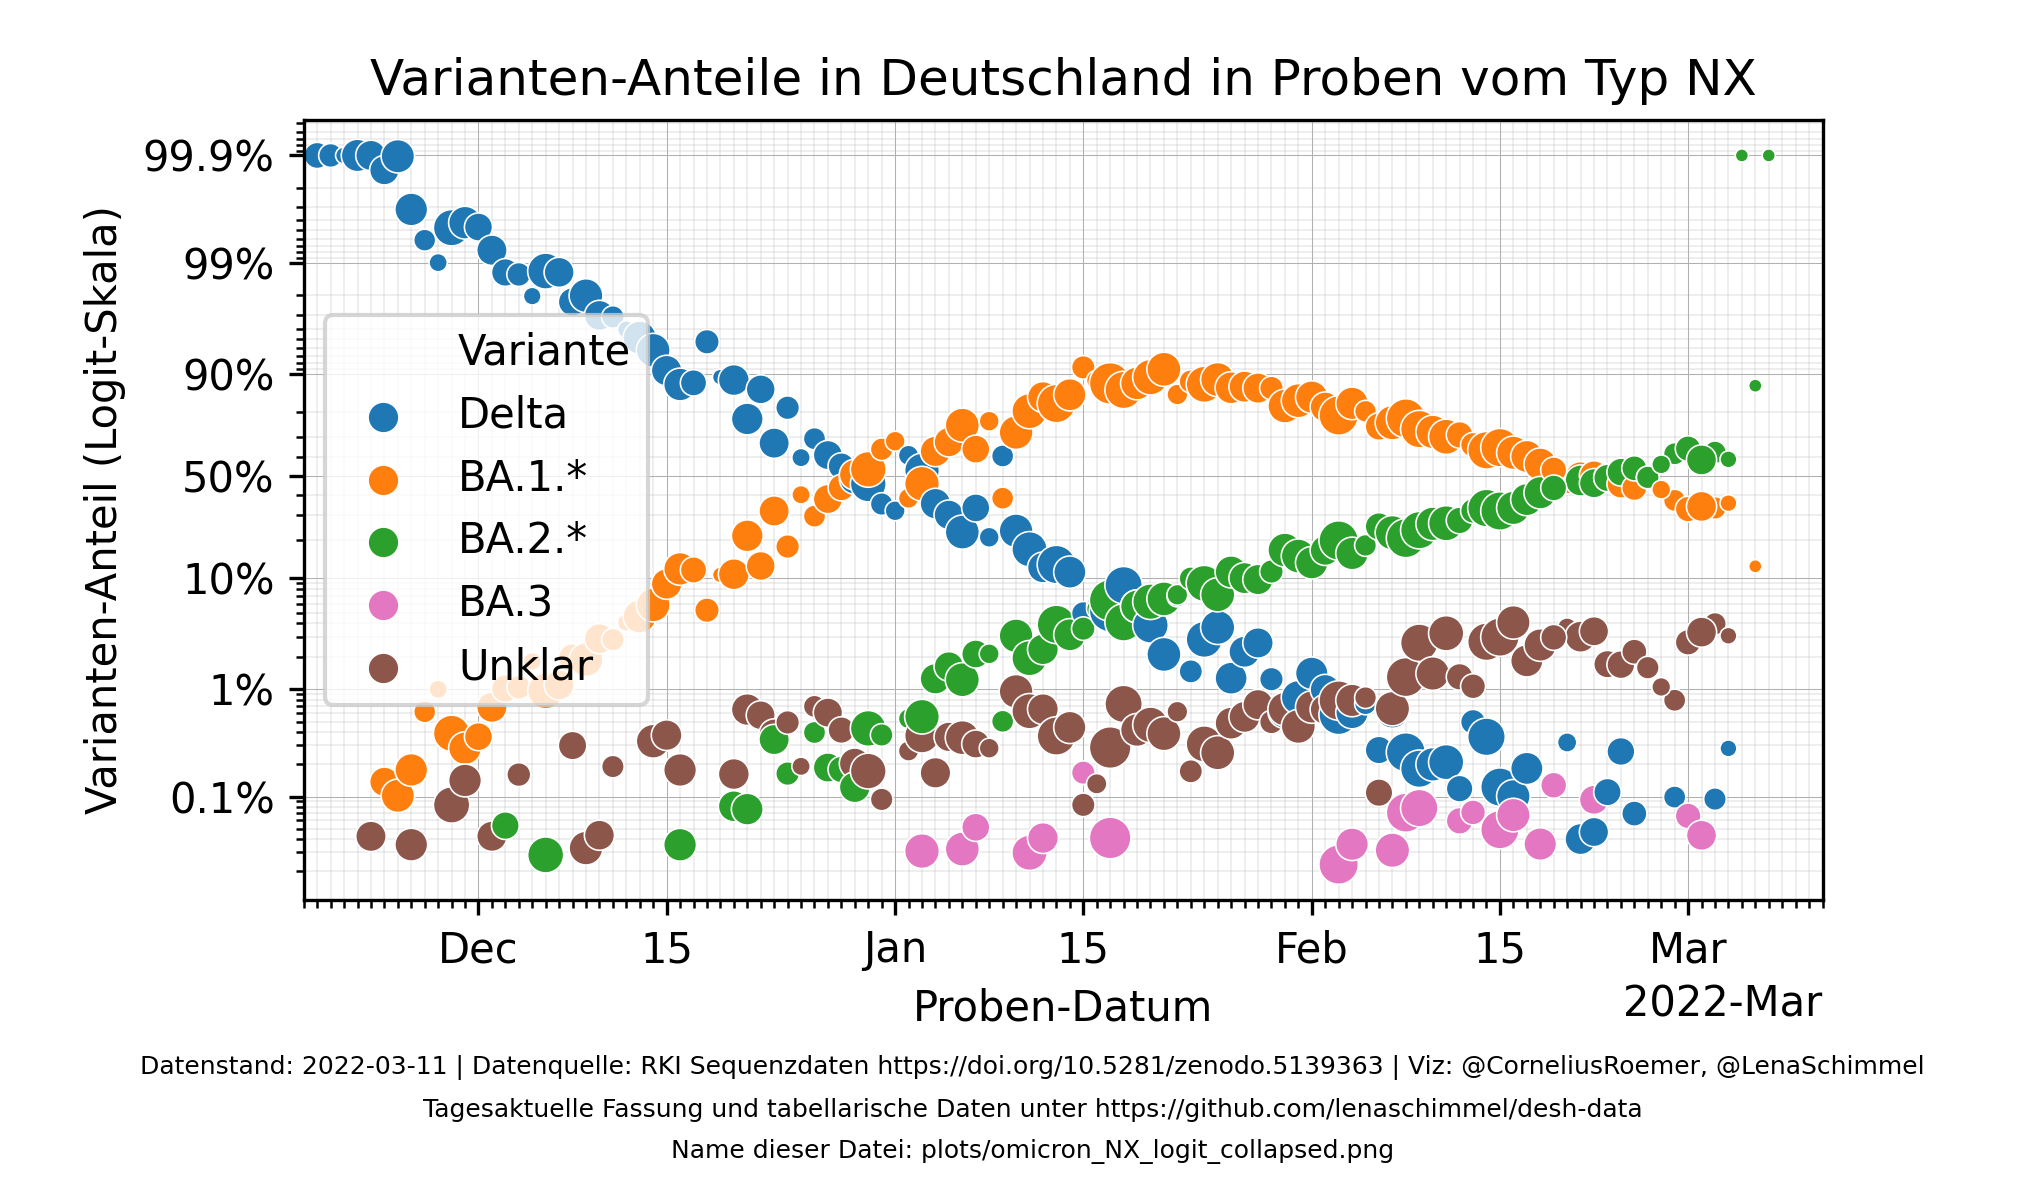 Varianten-Anteile in Deutschland in Proben vom Typ NX
Varianten-Anteil (Logit-Skala)
99.9%
99%
90%
50%
10%
1%
0.1%
Variante
Delta
BA.1.*
BA.2.*
BA.3
Unklar
Dec
15
Jan
15
Feb
15
Mar
2022-Mar
Proben-Datum
Datenstand: 2022-03-11 | Datenquelle: RKI Sequenzdaten https://doi.org/10.5281/zenodo.5139363 | Viz: @CorneliusRoemer, @LenaSchimmel
Tagesaktuelle Fassung und tabellarische Daten unter https://github.com/lenaschimmel/desh-data
Name dieser Datei: plots/omicron_NX_logit_collapsed.png